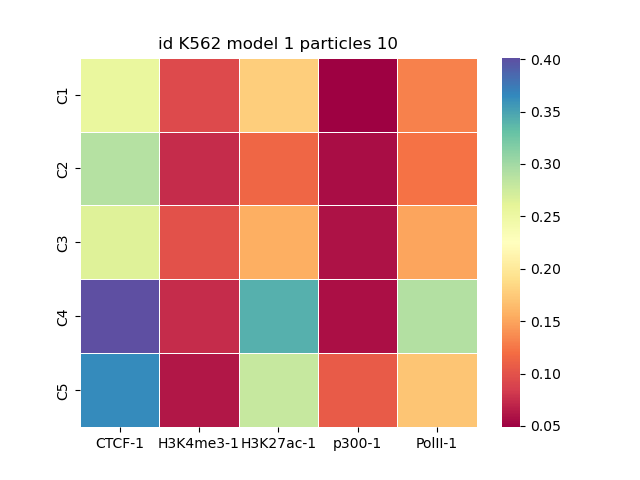 id K562 model 1 particles 10
C1
C2
C3
C4
C5
CTCF-1 H3K4me3-1 H3K27ac-1 p300-1 PolII-1
0.40
0.35
0.30
0.25
0.20
0.15
0.10
0.05